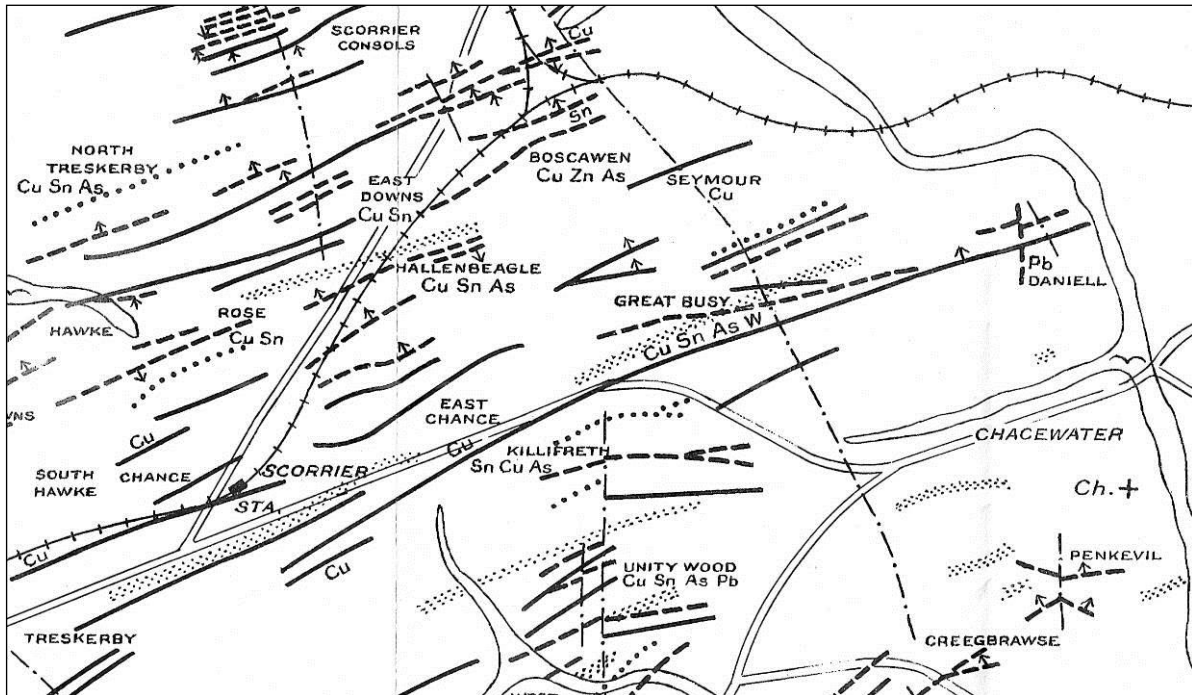 SCORRIER
CONSOLS
Cu
NORTH
TRESKERBY
Cu Sn As
Sn
BOSCAWEN
Cu Zn As
EAST
DOWNS
Cu Sn
SEYMOUR
Cu
HALLENBEAGLE
Cu Sn As
Pb
DANIELL
HAWKE
ROSE
Cu Sn
GREAT BUSY
Cu Sn As W
EAST
CHANCE
Cu
Cu
CHACEWATER
KILLIFRETH
Sn Cu As
SOUTH
HAWKE
CHANCE
SCORRIER
STA.
Ch.
Cu
Cu
UNITY WOOD
Cu Sn As Pb
PENKEVIL
TRESKERBY
CREEGBRAWSE